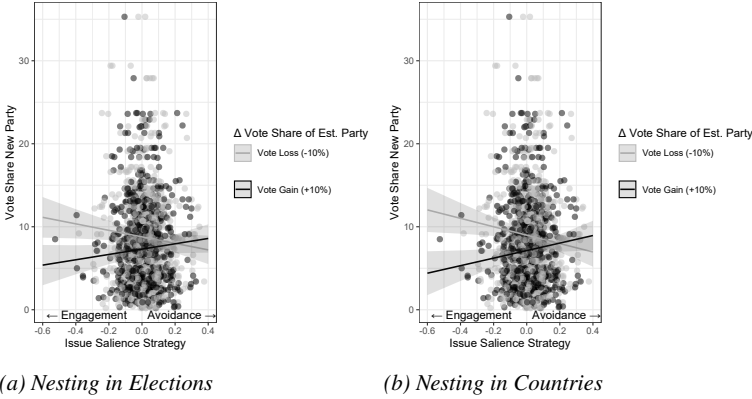 Vote Share New Party
30
20
10
0
-0.6 -0.4 -0.2 0.0 0.2 0.4
← Engagement Avoidance →
Issue Salience Strategy
Δ Vote Share of Est. Party
Vote Loss (-10%)
Vote Gain (+10%)
(a) Nesting in Elections
Vote Share New Party
30
20
10
0
-0.6 -0.4 -0.2 0.0 0.2 0.4
← Engagement Avoidance →
Issue Salience Strategy
Δ Vote Share of Est. Party
Vote Loss (-10%)
Vote Gain (+10%)
(b) Nesting in Countries